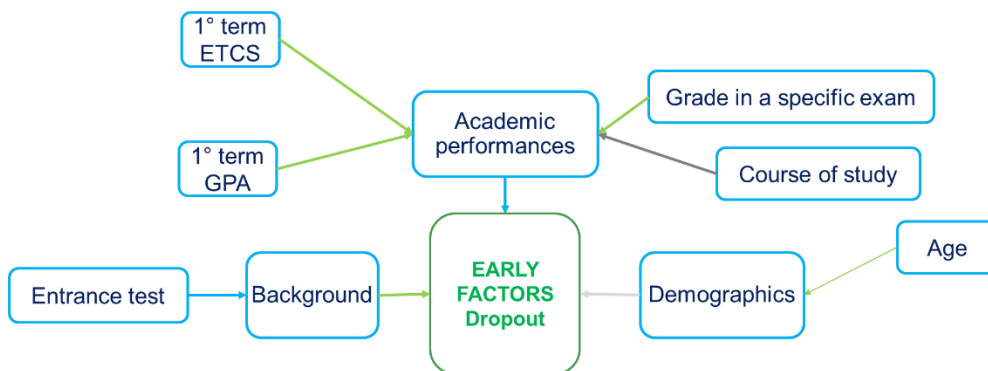 1° term
ETCS
Grade in a specific exam
Academic
performances
1° term
GPA
Course of study
Age
EARLY
FACTORS
Dropout
Entrance test
Background
Demographics